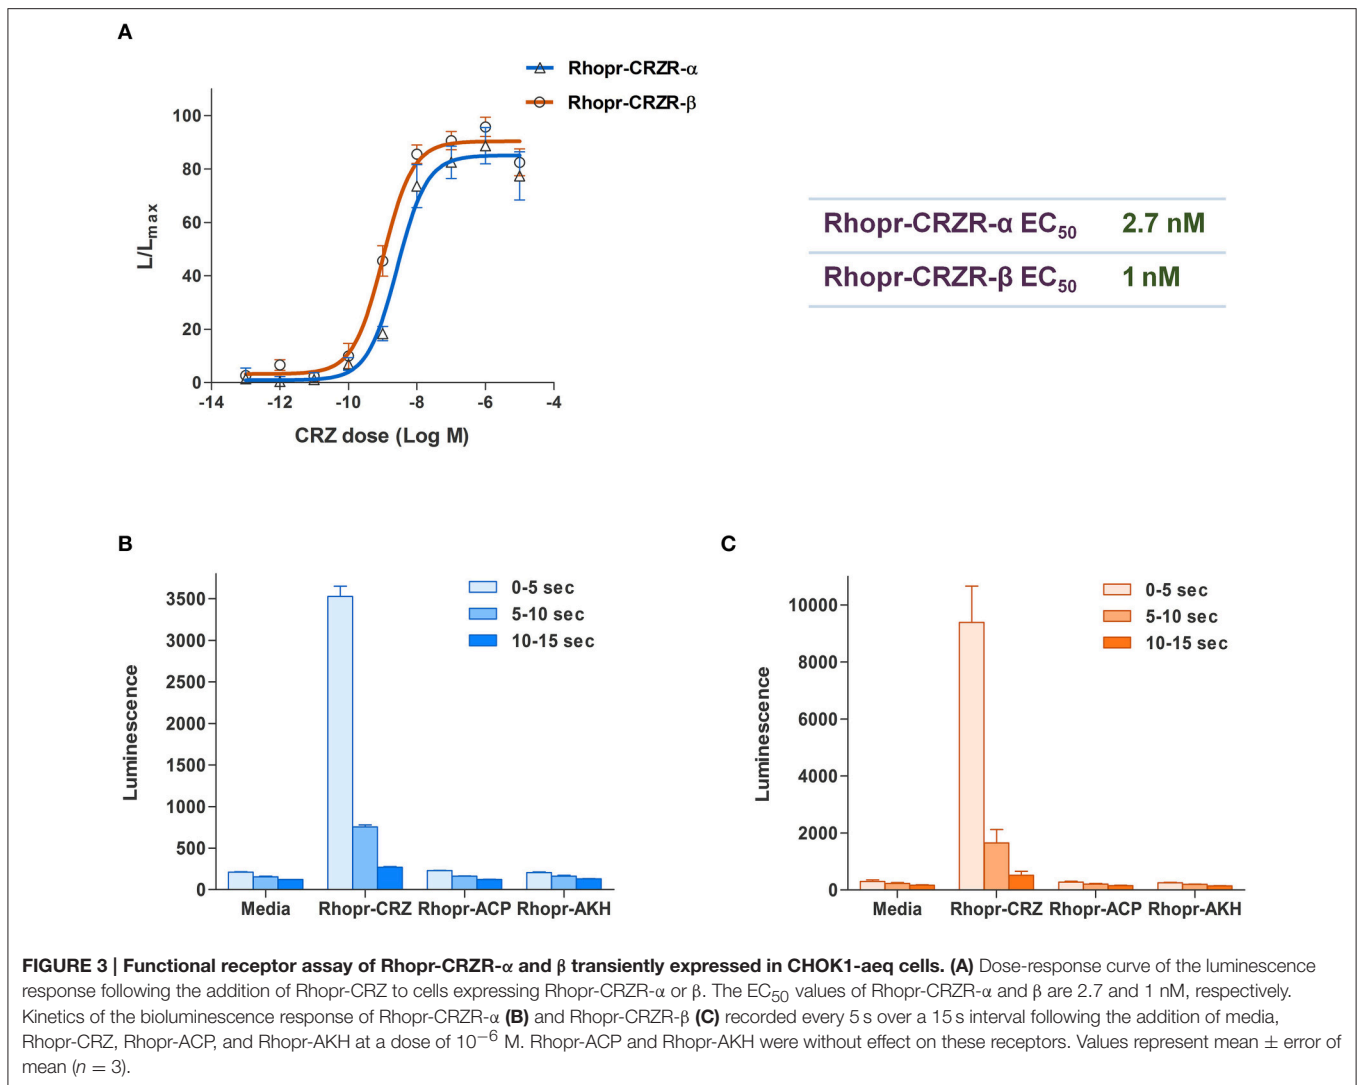 A
Rhopr-CRZR-α
Rhopr-CRZR-β
100
80
60
40
20
0
L/Lmax
-14 -12 -10 -8 -6 -4
CRZ dose (Log M)
Rhopr-CRZR-α EC50 2.7 nM
Rhopr-CRZR-β EC50 1 nM
B
0-5 sec
5-10 sec
10-15 sec
3500
3000
2500
2000
1500
1000
500
0
Luminescence
Media Rhopr-CRZ Rhopr-ACP Rhopr-AKH
C
0-5 sec
5-10 sec
10-15 sec
10000
8000
6000
4000
2000
0
Luminescence
Media Rhopr-CRZ Rhopr-ACP Rhopr-AKH
FIGURE 3 | Functional receptor assay of Rhopr-CRZR-α and β transiently expressed in CHOK1-aeq cells. (A) Dose-response curve of the luminescence
response following the addition of Rhopr-CRZ to cells expressing Rhopr-CRZR-α or β. The EC50 values of Rhopr-CRZR-α and β are 2.7 and 1 nM, respectively.
Kinetics of the bioluminescence response of Rhopr-CRZR-α (B) and Rhopr-CRZR-β (C) recorded every 5 s over a 15 s interval following the addition of media,
Rhopr-CRZ, Rhopr-ACP, and Rhopr-AKH at a dose of 10−6 M. Rhopr-ACP and Rhopr-AKH were without effect on these receptors. Values represent mean ± error of
mean (n = 3).